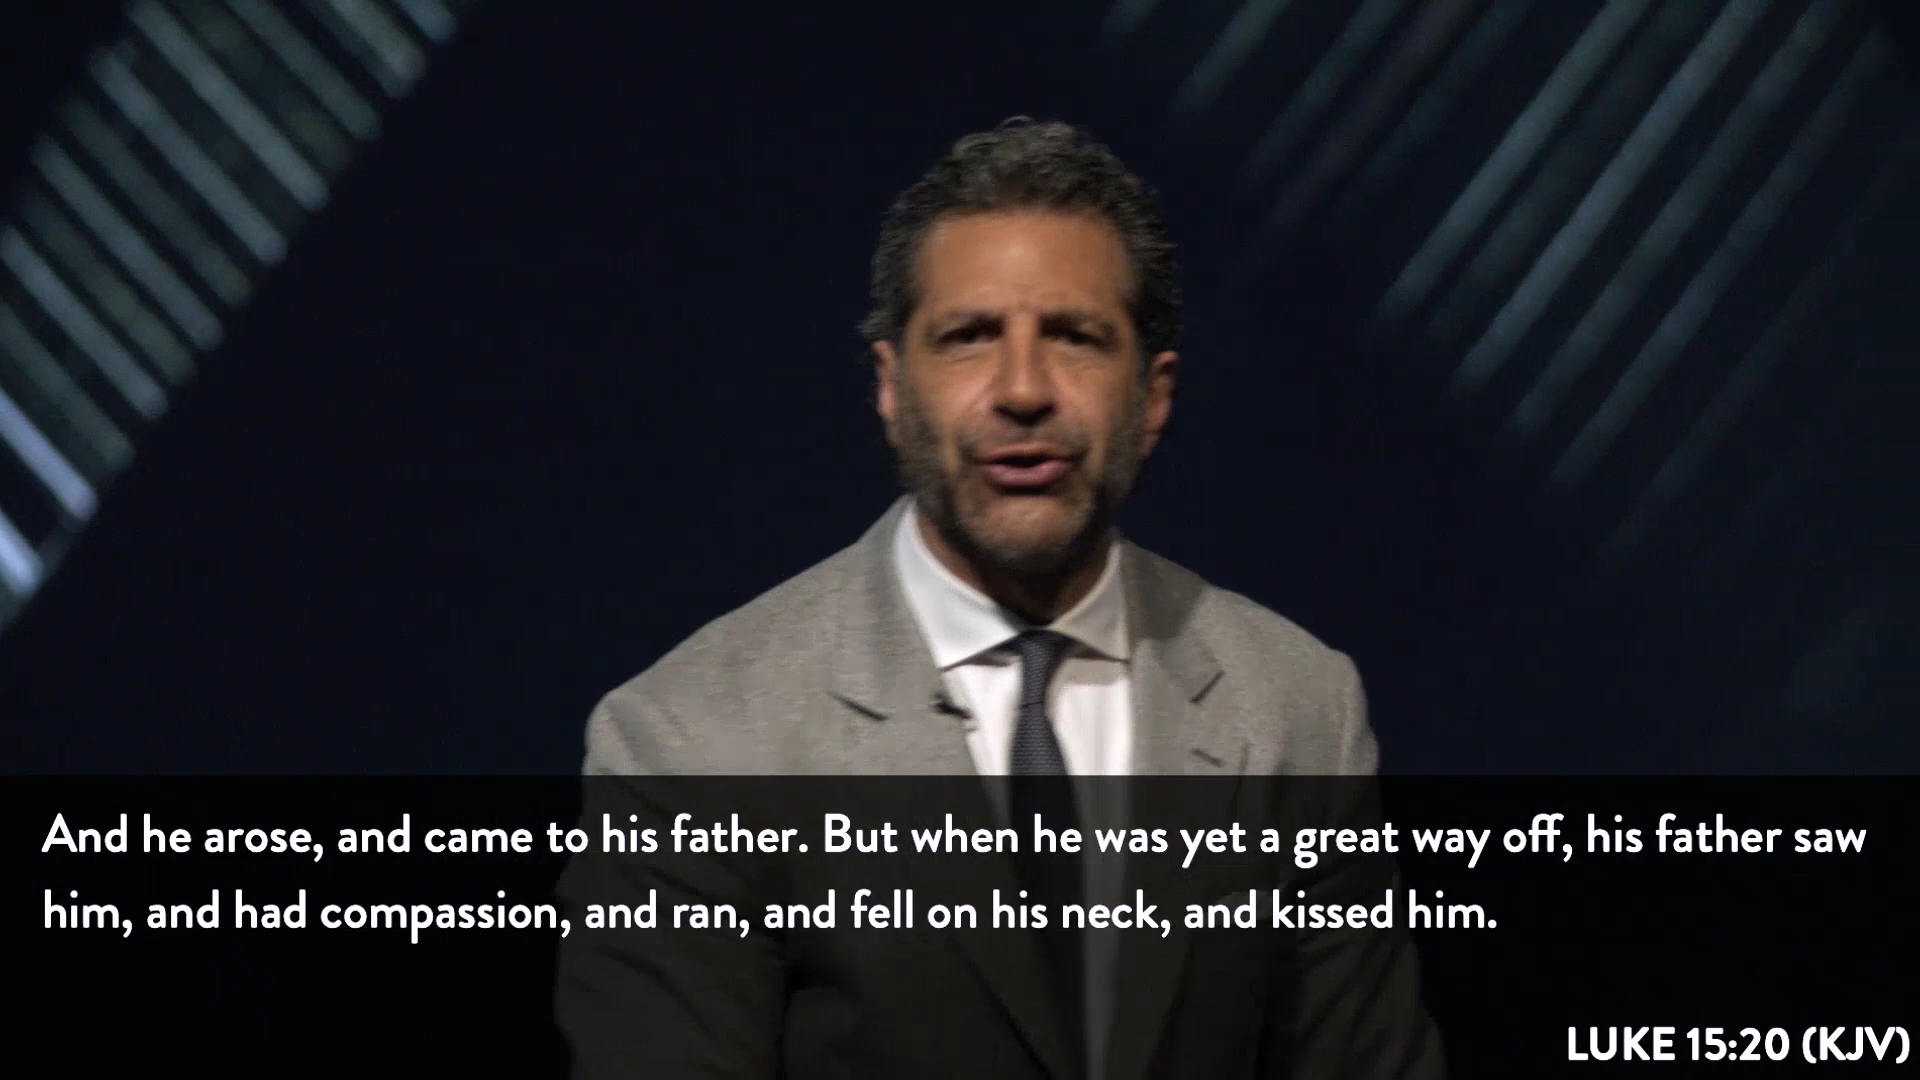 And he arose, and came to his father. But when he was yet a great way off, his father saw
him, and had compassion, and ran, and fell on his neck, and kissed him.
LUKE 15:20 (KJV)